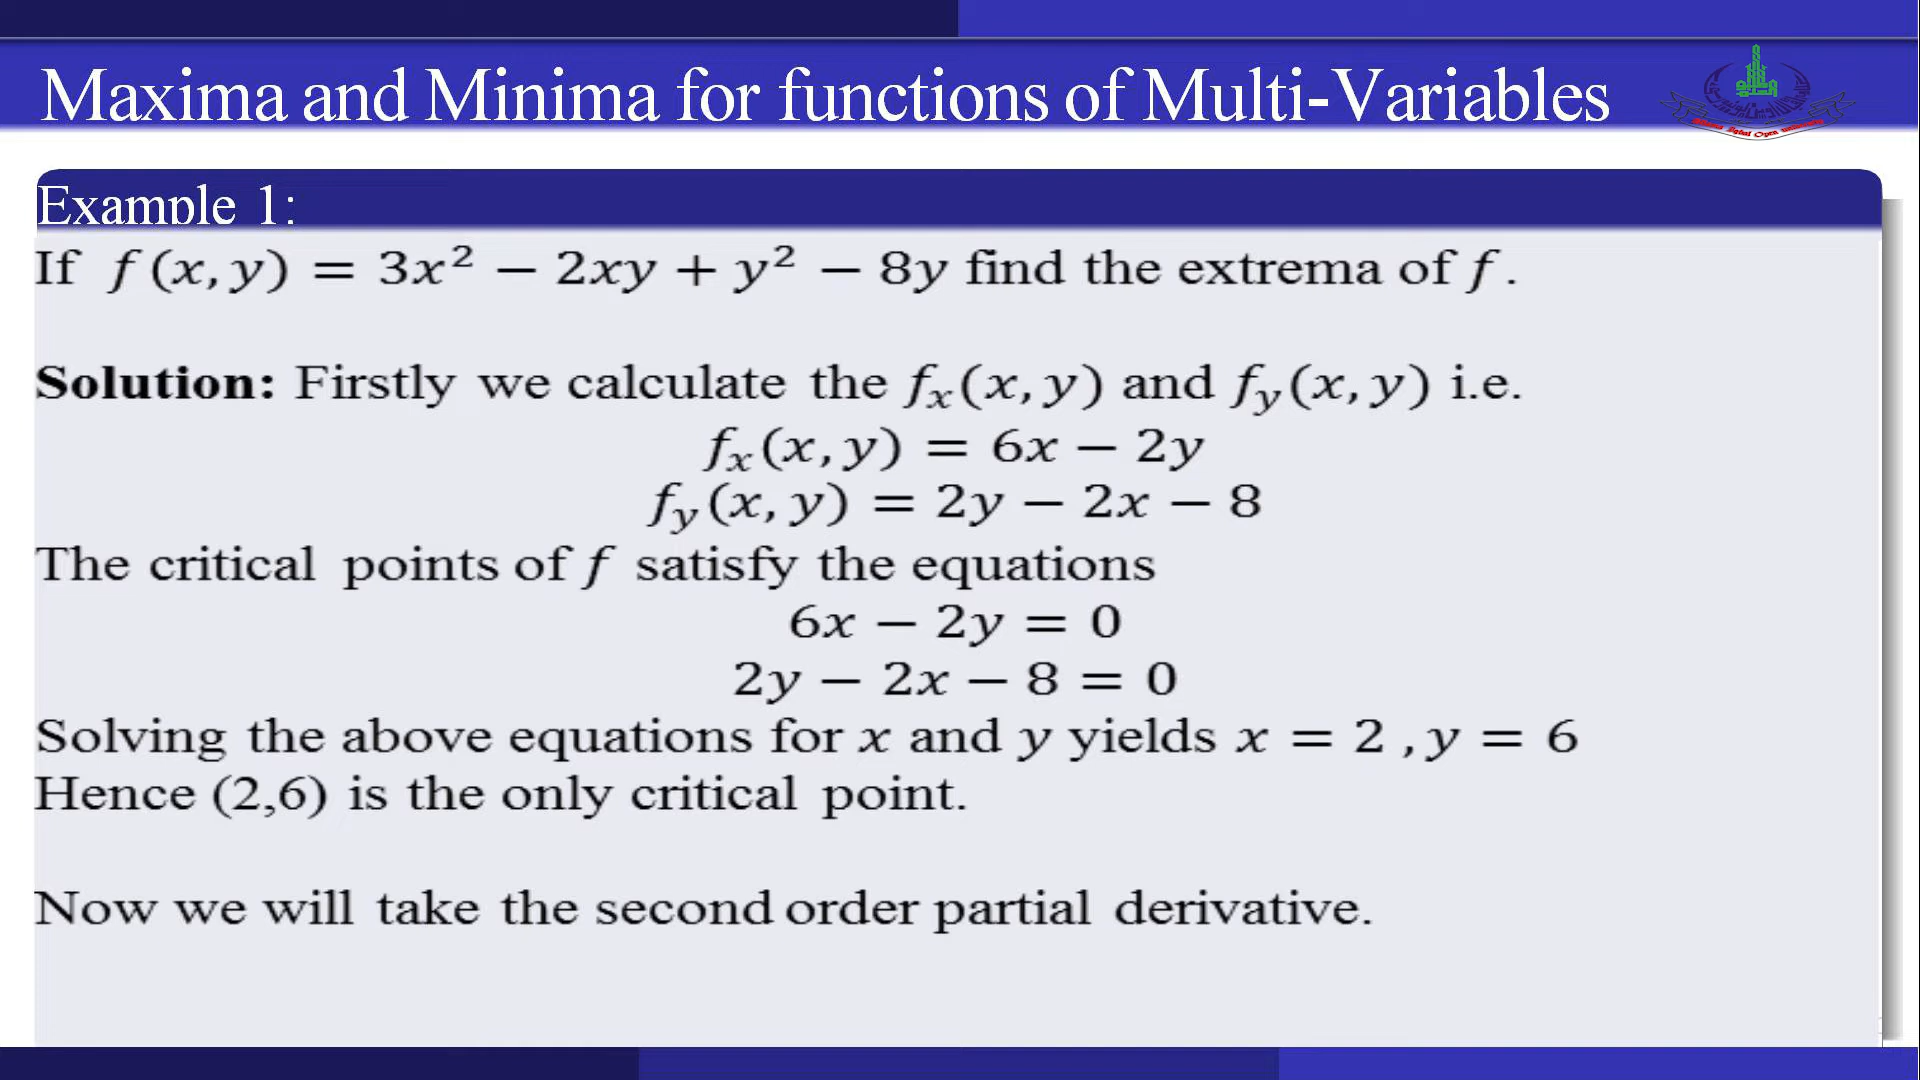 Maxima and Minima for functions of Multi-Variables
Example 1:
If f(x, y) = 3x² − 2xy + y² − 8y find the extrema of f.
Solution: Firstly we calculate the fₓ(x, y) and f_y(x, y) i.e.
fₓ(x, y) = 6x − 2y
f_y(x, y) = 2y − 2x − 8
The critical points of f satisfy the equations
6x − 2y = 0
2y − 2x − 8 = 0
Solving the above equations for x and y yields x = 2 , y = 6
Hence (2,6) is the only critical point.
Now we will take the second order partial derivative.